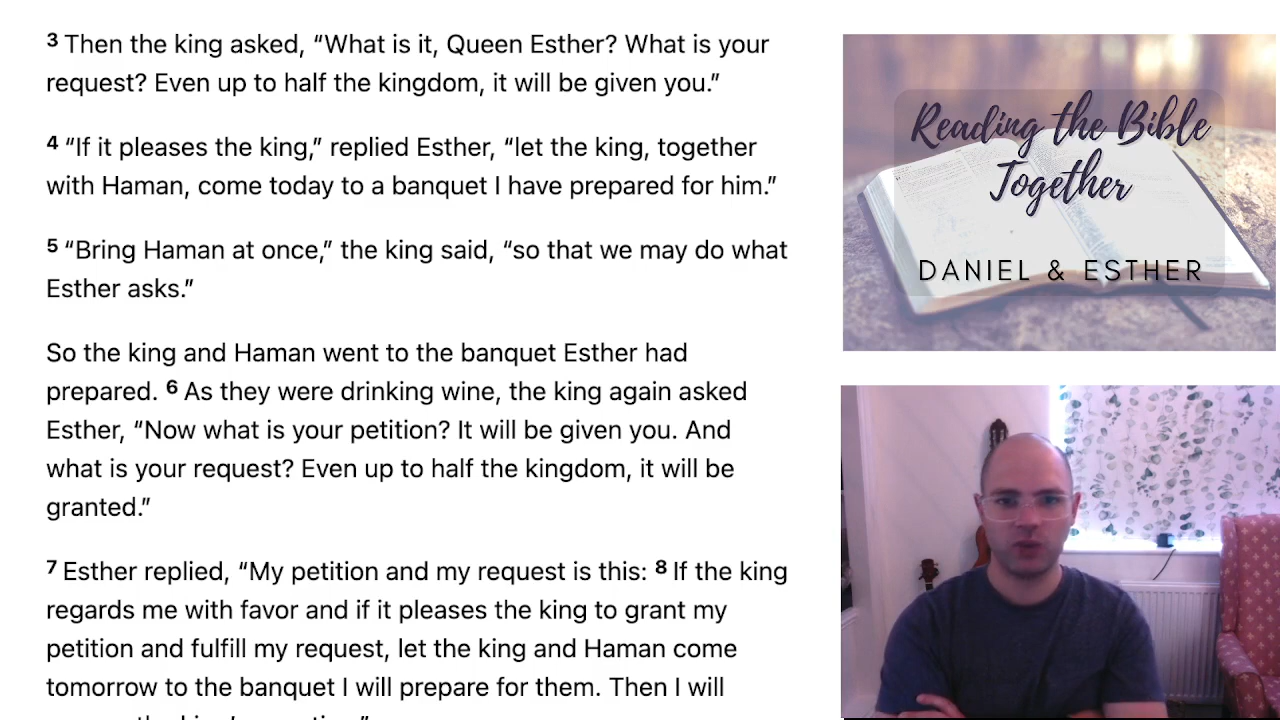 3 Then the king asked, “What is it, Queen Esther? What is your
request? Even up to half the kingdom, it will be given you.”
4 “If it pleases the king,” replied Esther, “let the king, together
with Haman, come today to a banquet I have prepared for him.”
5 “Bring Haman at once,” the king said, “so that we may do what
Esther asks.”
So the king and Haman went to the banquet Esther had
prepared. 6 As they were drinking wine, the king again asked
Esther, “Now what is your petition? It will be given you. And
what is your request? Even up to half the kingdom, it will be
granted.”
7 Esther replied, “My petition and my request is this: 8 If the king
regards me with favor and if it pleases the king to grant my
petition and fulfill my request, let the king and Haman come
tomorrow to the banquet I will prepare for them. Then I will
Reading the Bible
Together
DANIEL & ESTHER